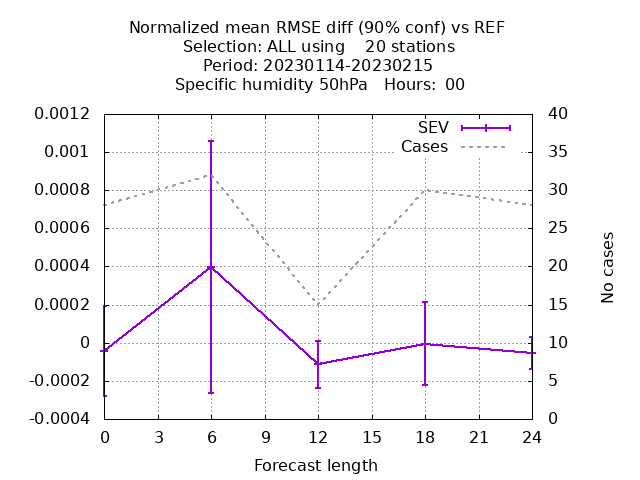 Normalized mean RMSE diff (90% conf) vs REF
Selection: ALL using    20 stations
Period: 20230114-20230215
Specific humidity 50hPa   Hours:  00
0.0012
0.001
0.0008
0.0006
0.0004
0.0002
0
-0.0002
-0.0004
SEV
Cases
40
35
30
25
20
15
10
5
0
No cases
0 3 6 9 12 15 18 21 24
Forecast length